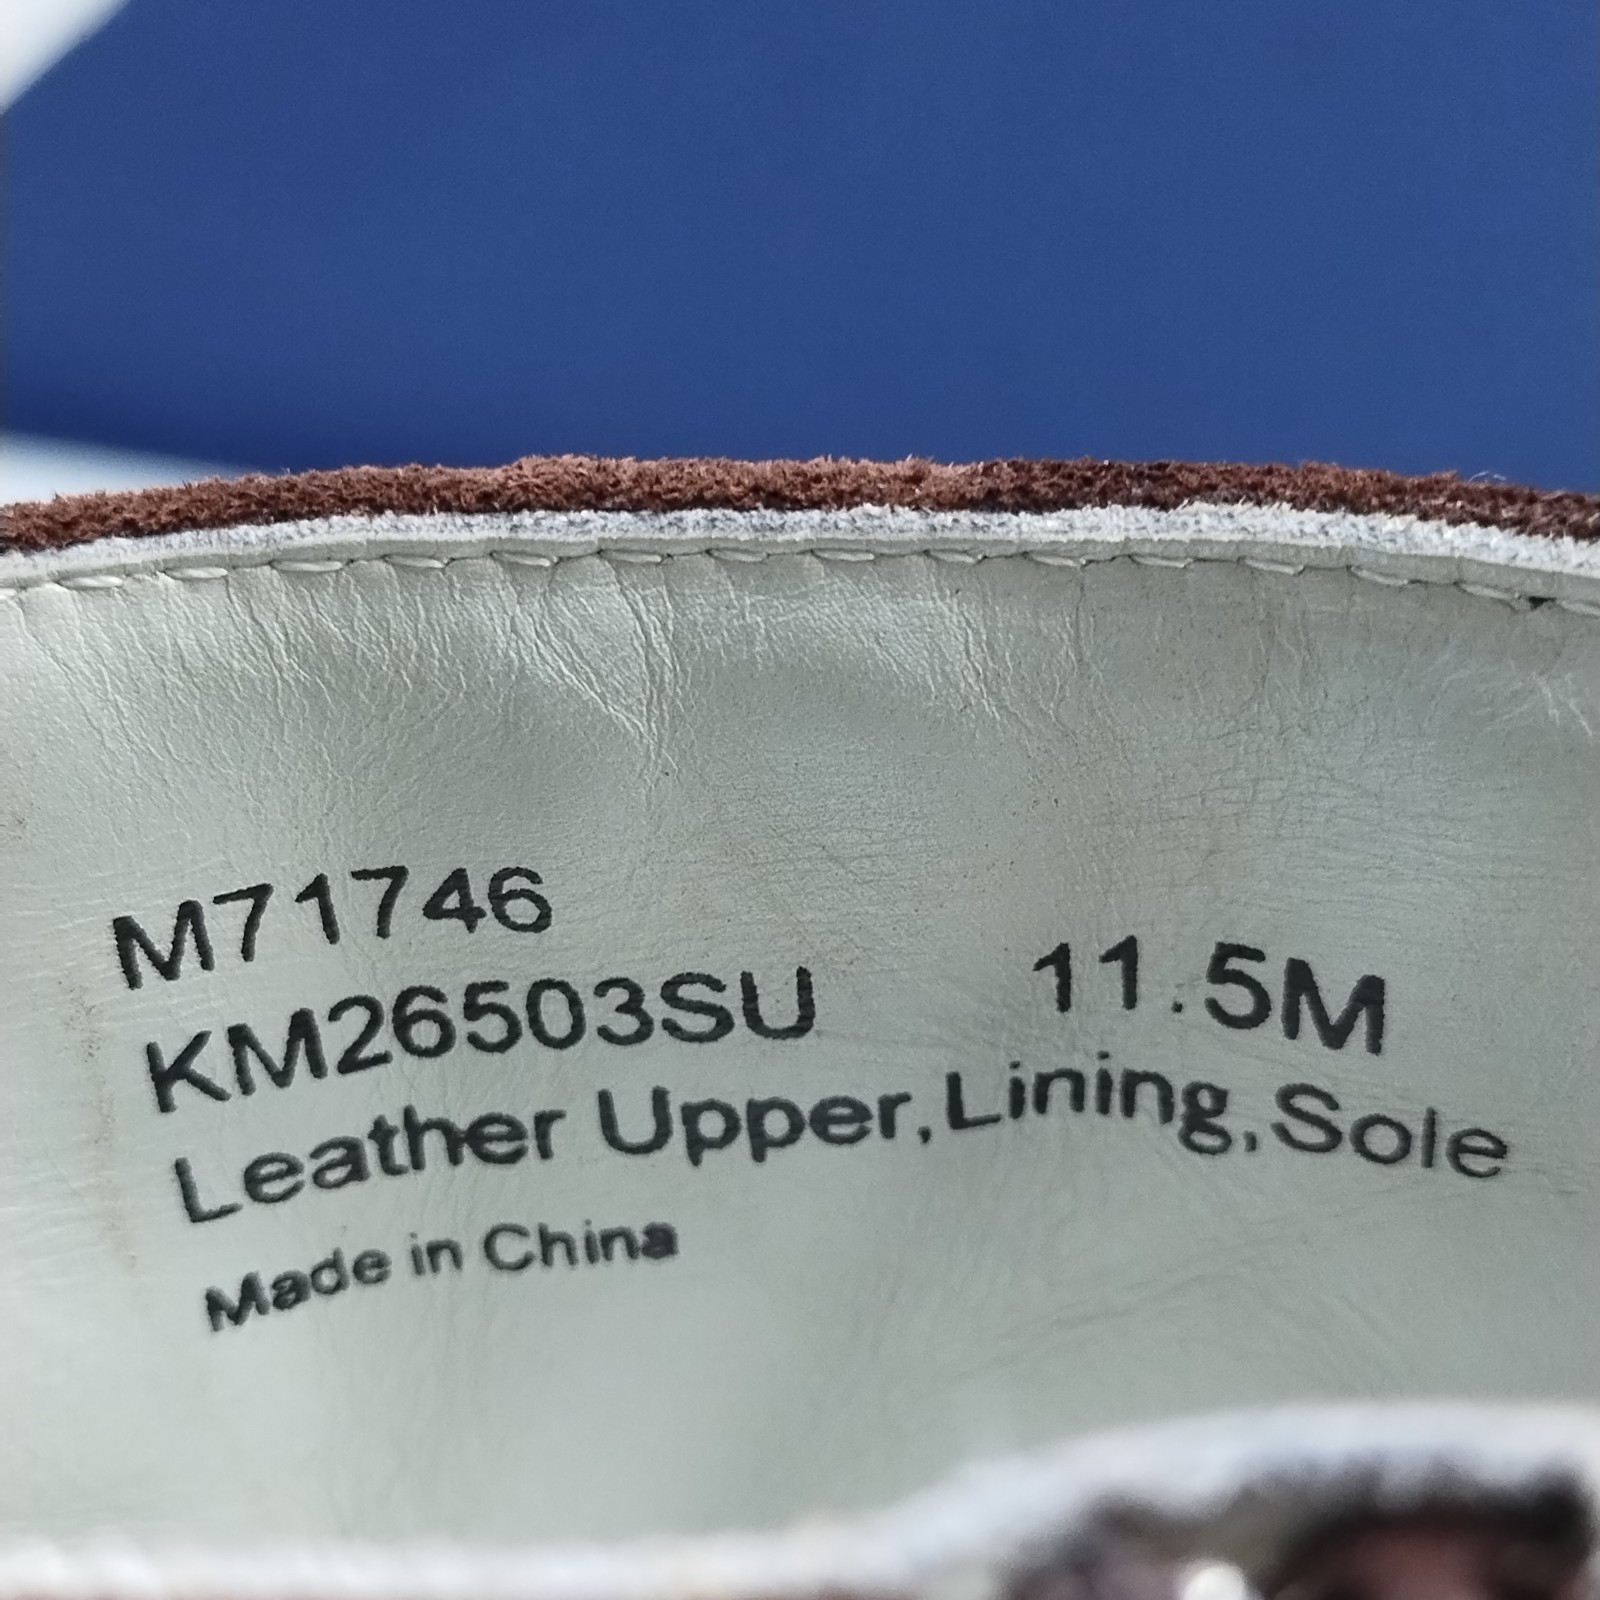 M71746
KM26503SU 11.5M
Leather Upper,Lining,Sole
Made in China